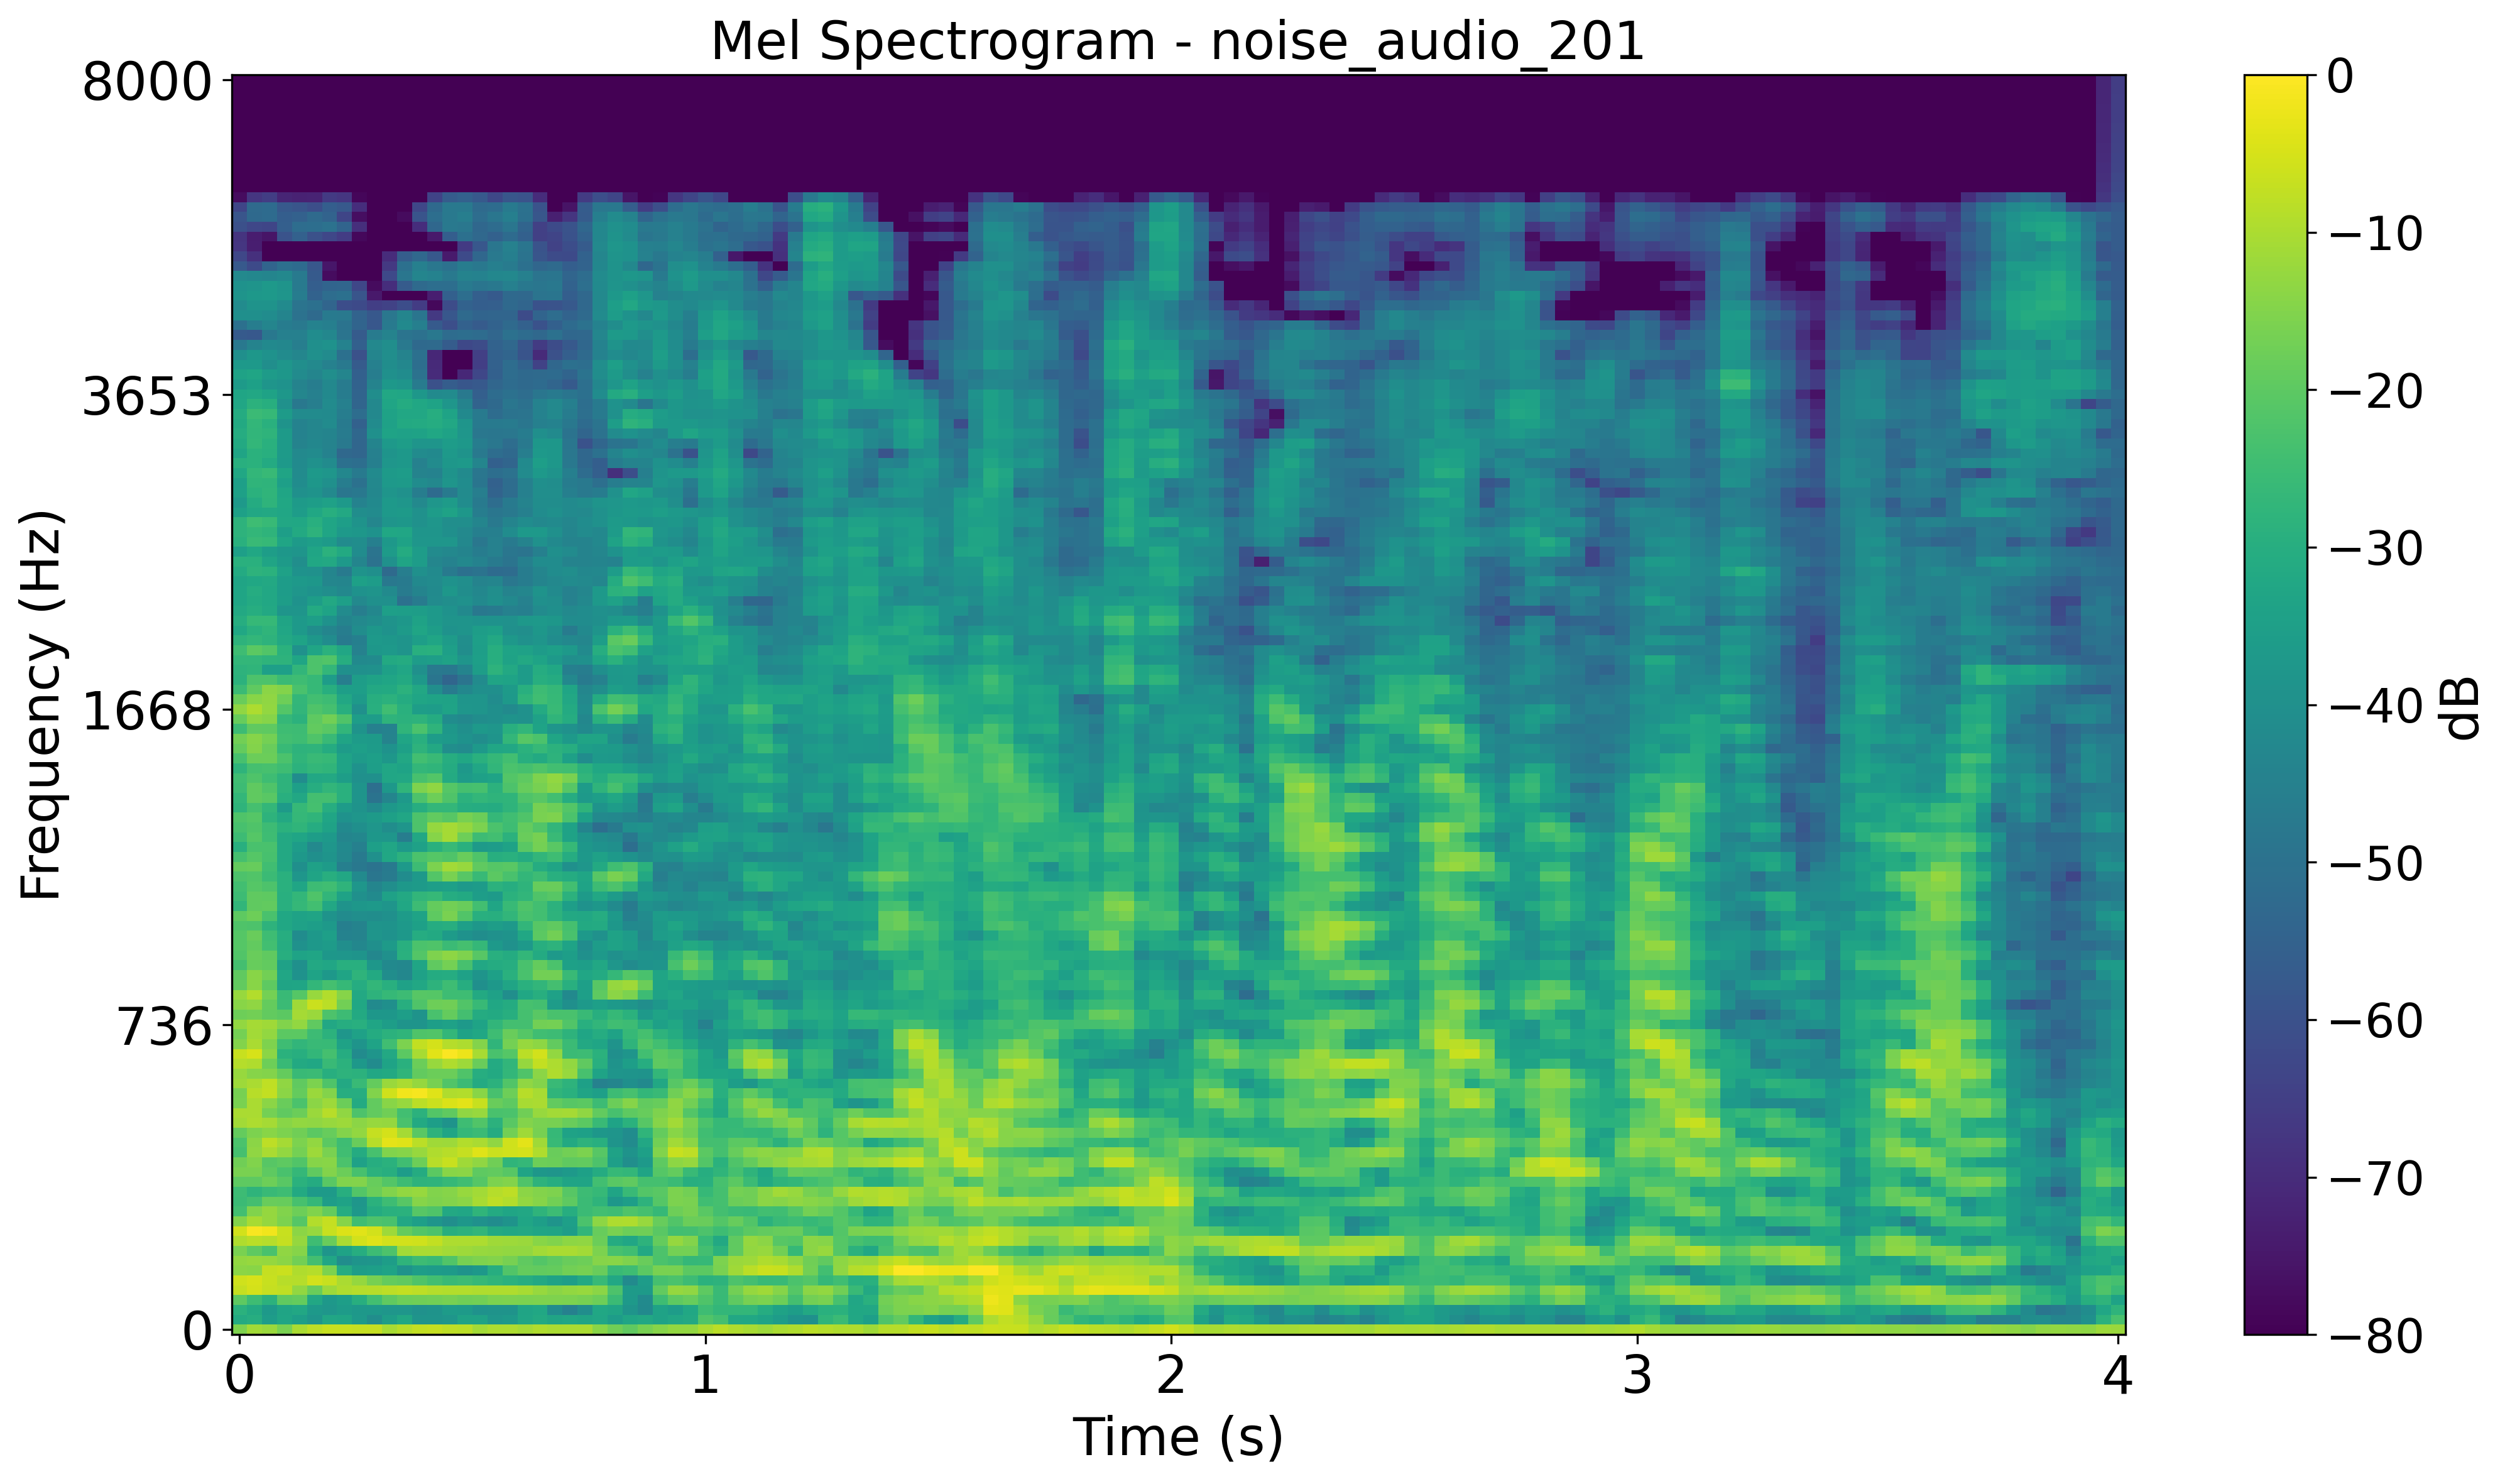 Mel Spectrogram - noise_audio_201
8000
3653
1668
736
0
Frequency (Hz)
0 1 2 3 4
Time (s)
0
−10
−20
−30
−40
−50
−60
−70
−80
dB